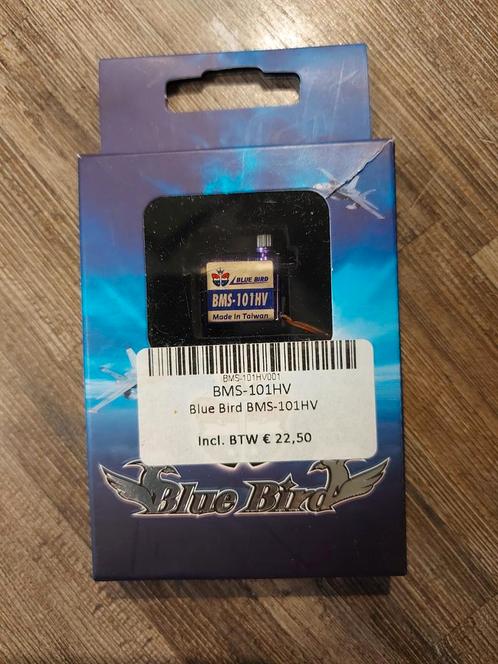 BLUE BIRD
BMS-101HV
Made In Taiwan
BMS-101HV001
BMS-101HV
Blue Bird BMS-101HV
Incl. BTW € 22,50
Blue Bird